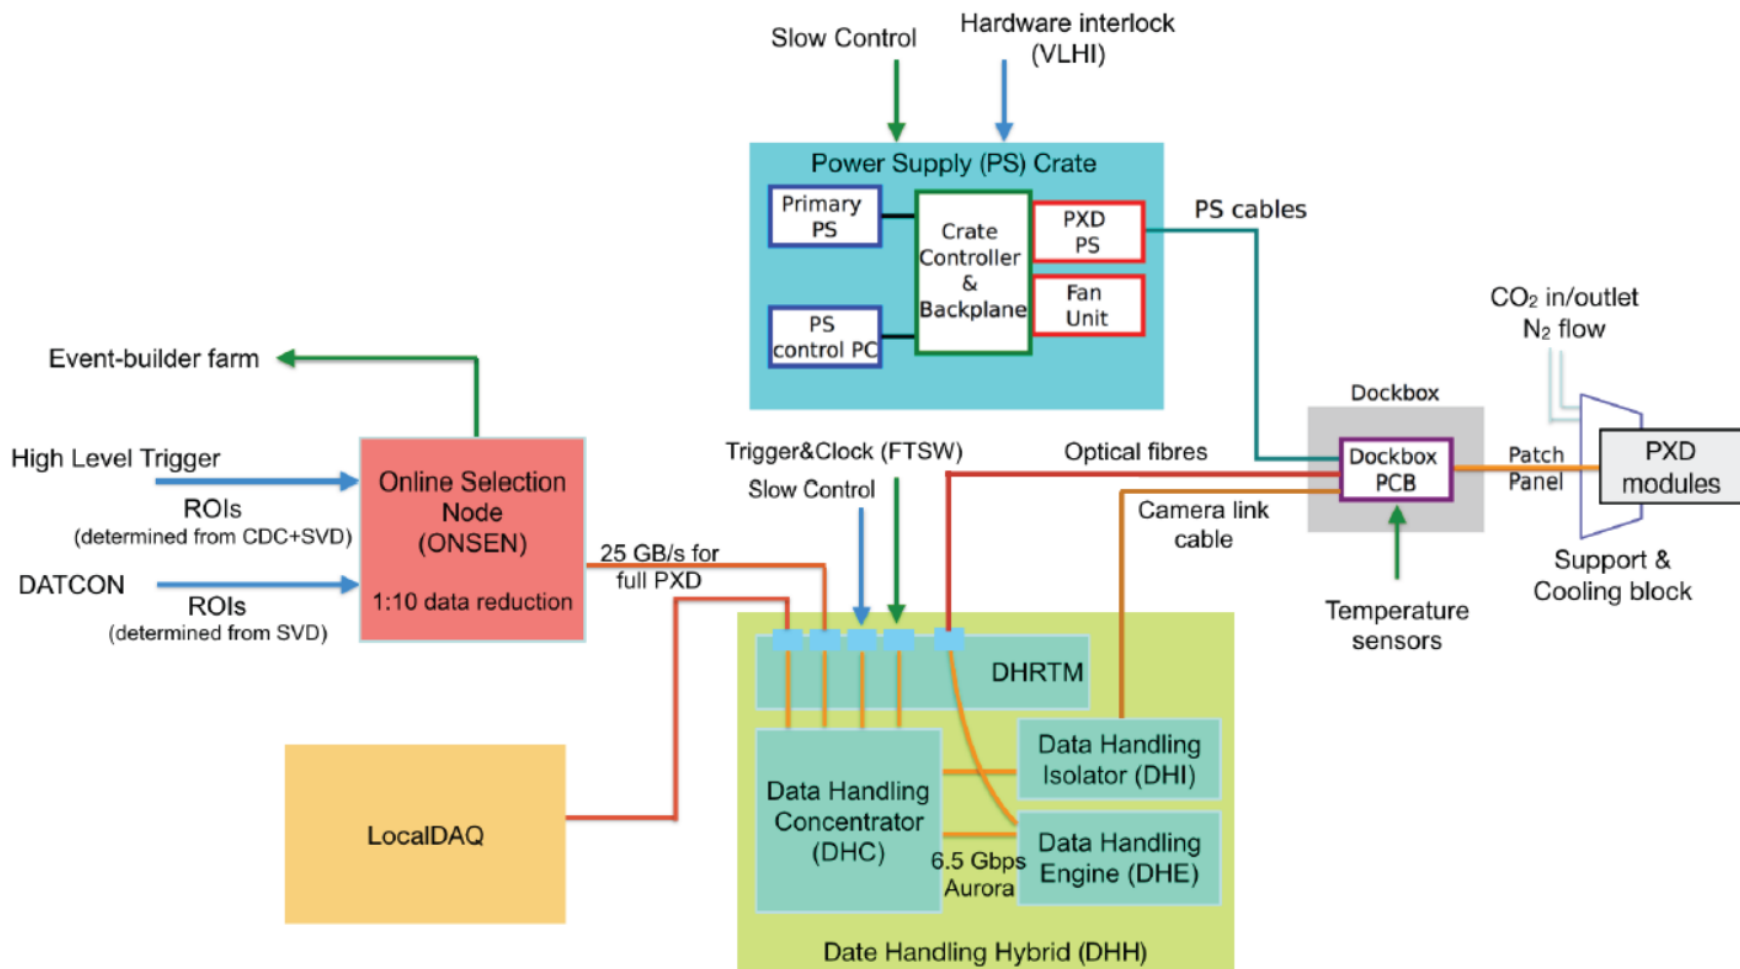 Slow Control
Hardware interlock
(VLHI)
Power Supply (PS) Crate
Primary
PS
Crate
Controller
&
Backplane
PXD
PS
Fan
Unit
PS
control PC
PS cables
CO₂ in/outlet
N₂ flow
Event-builder farm
Dockbox
Dockbox
PCB
Patch
Panel
PXD
modules
Support &
Cooling block
Temperature
sensors
High Level Trigger
ROIs
(determined from CDC+SVD)
DATCON
ROIs
(determined from SVD)
Online Selection
Node
(ONSEN)
1:10 data reduction
25 GB/s for
full PXD
Trigger&Clock (FTSW)
Slow Control
Optical fibres
Camera link
cable
DHRTM
Data Handling
Isolator (DHI)
Data Handling
Concentrator
(DHC)
6.5 Gbps
Aurora
Data Handling
Engine (DHE)
LocalDAQ
Date Handling Hybrid (DHH)